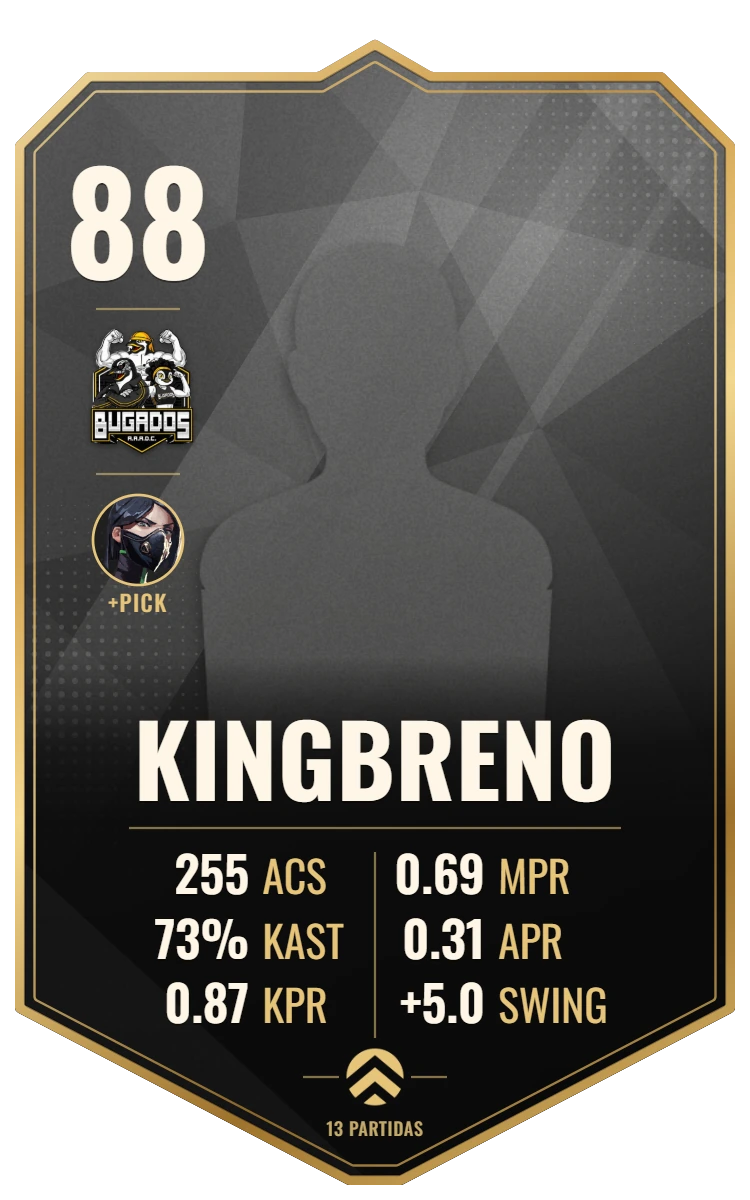 88
BUGADOS
A.A.A.D.C.
+PICK
KINGBRENO
255 ACS
0.69 MPR
73% KAST
0.31 APR
0.87 KPR
+5.0 SWING
13 PARTIDAS